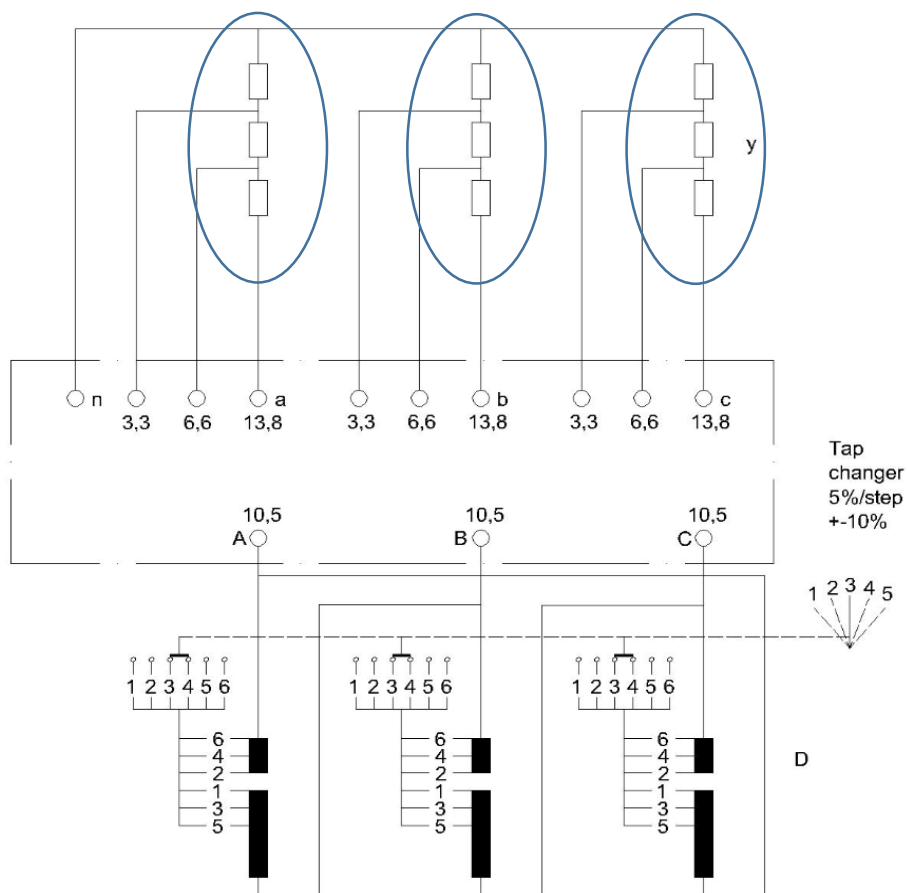 y
n
a
b
c
3,3 6,6 13,8 3,3 6,6 13,8 3,3 6,6 13,8
Tap
changer
5%/step
+-10%
10,5 10,5 10,5
A B C
1 2 3 4 5
1 2 3 4 5 6 1 2 3 4 5 6 1 2 3 4 5 6
6 6 6
4 4 4
2 2 2
D
1 1 1
3 3 3
5 5 5